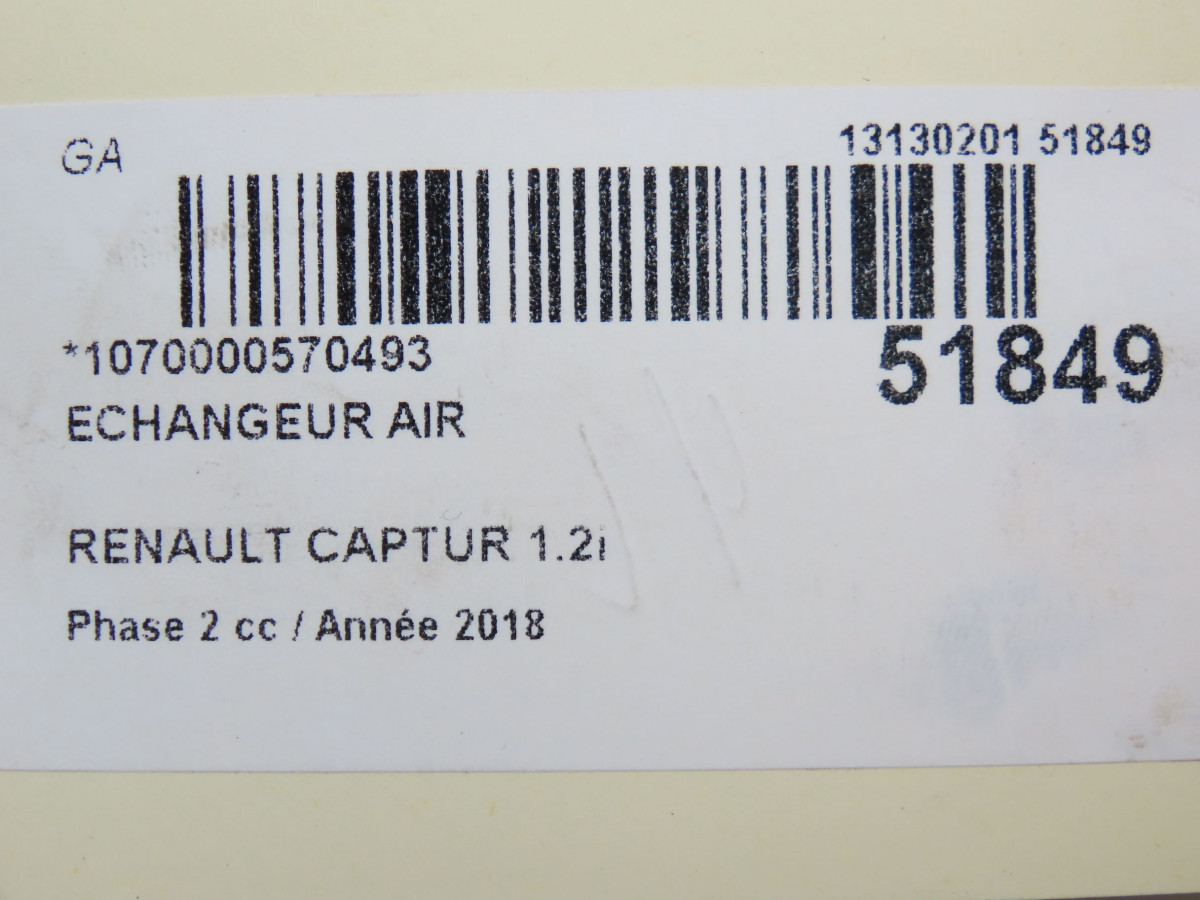 GA
13130201 51849
*1070000570493
51849
ECHANGEUR AIR
RENAULT CAPTUR 1.2i
Phase 2 cc / Année 2018